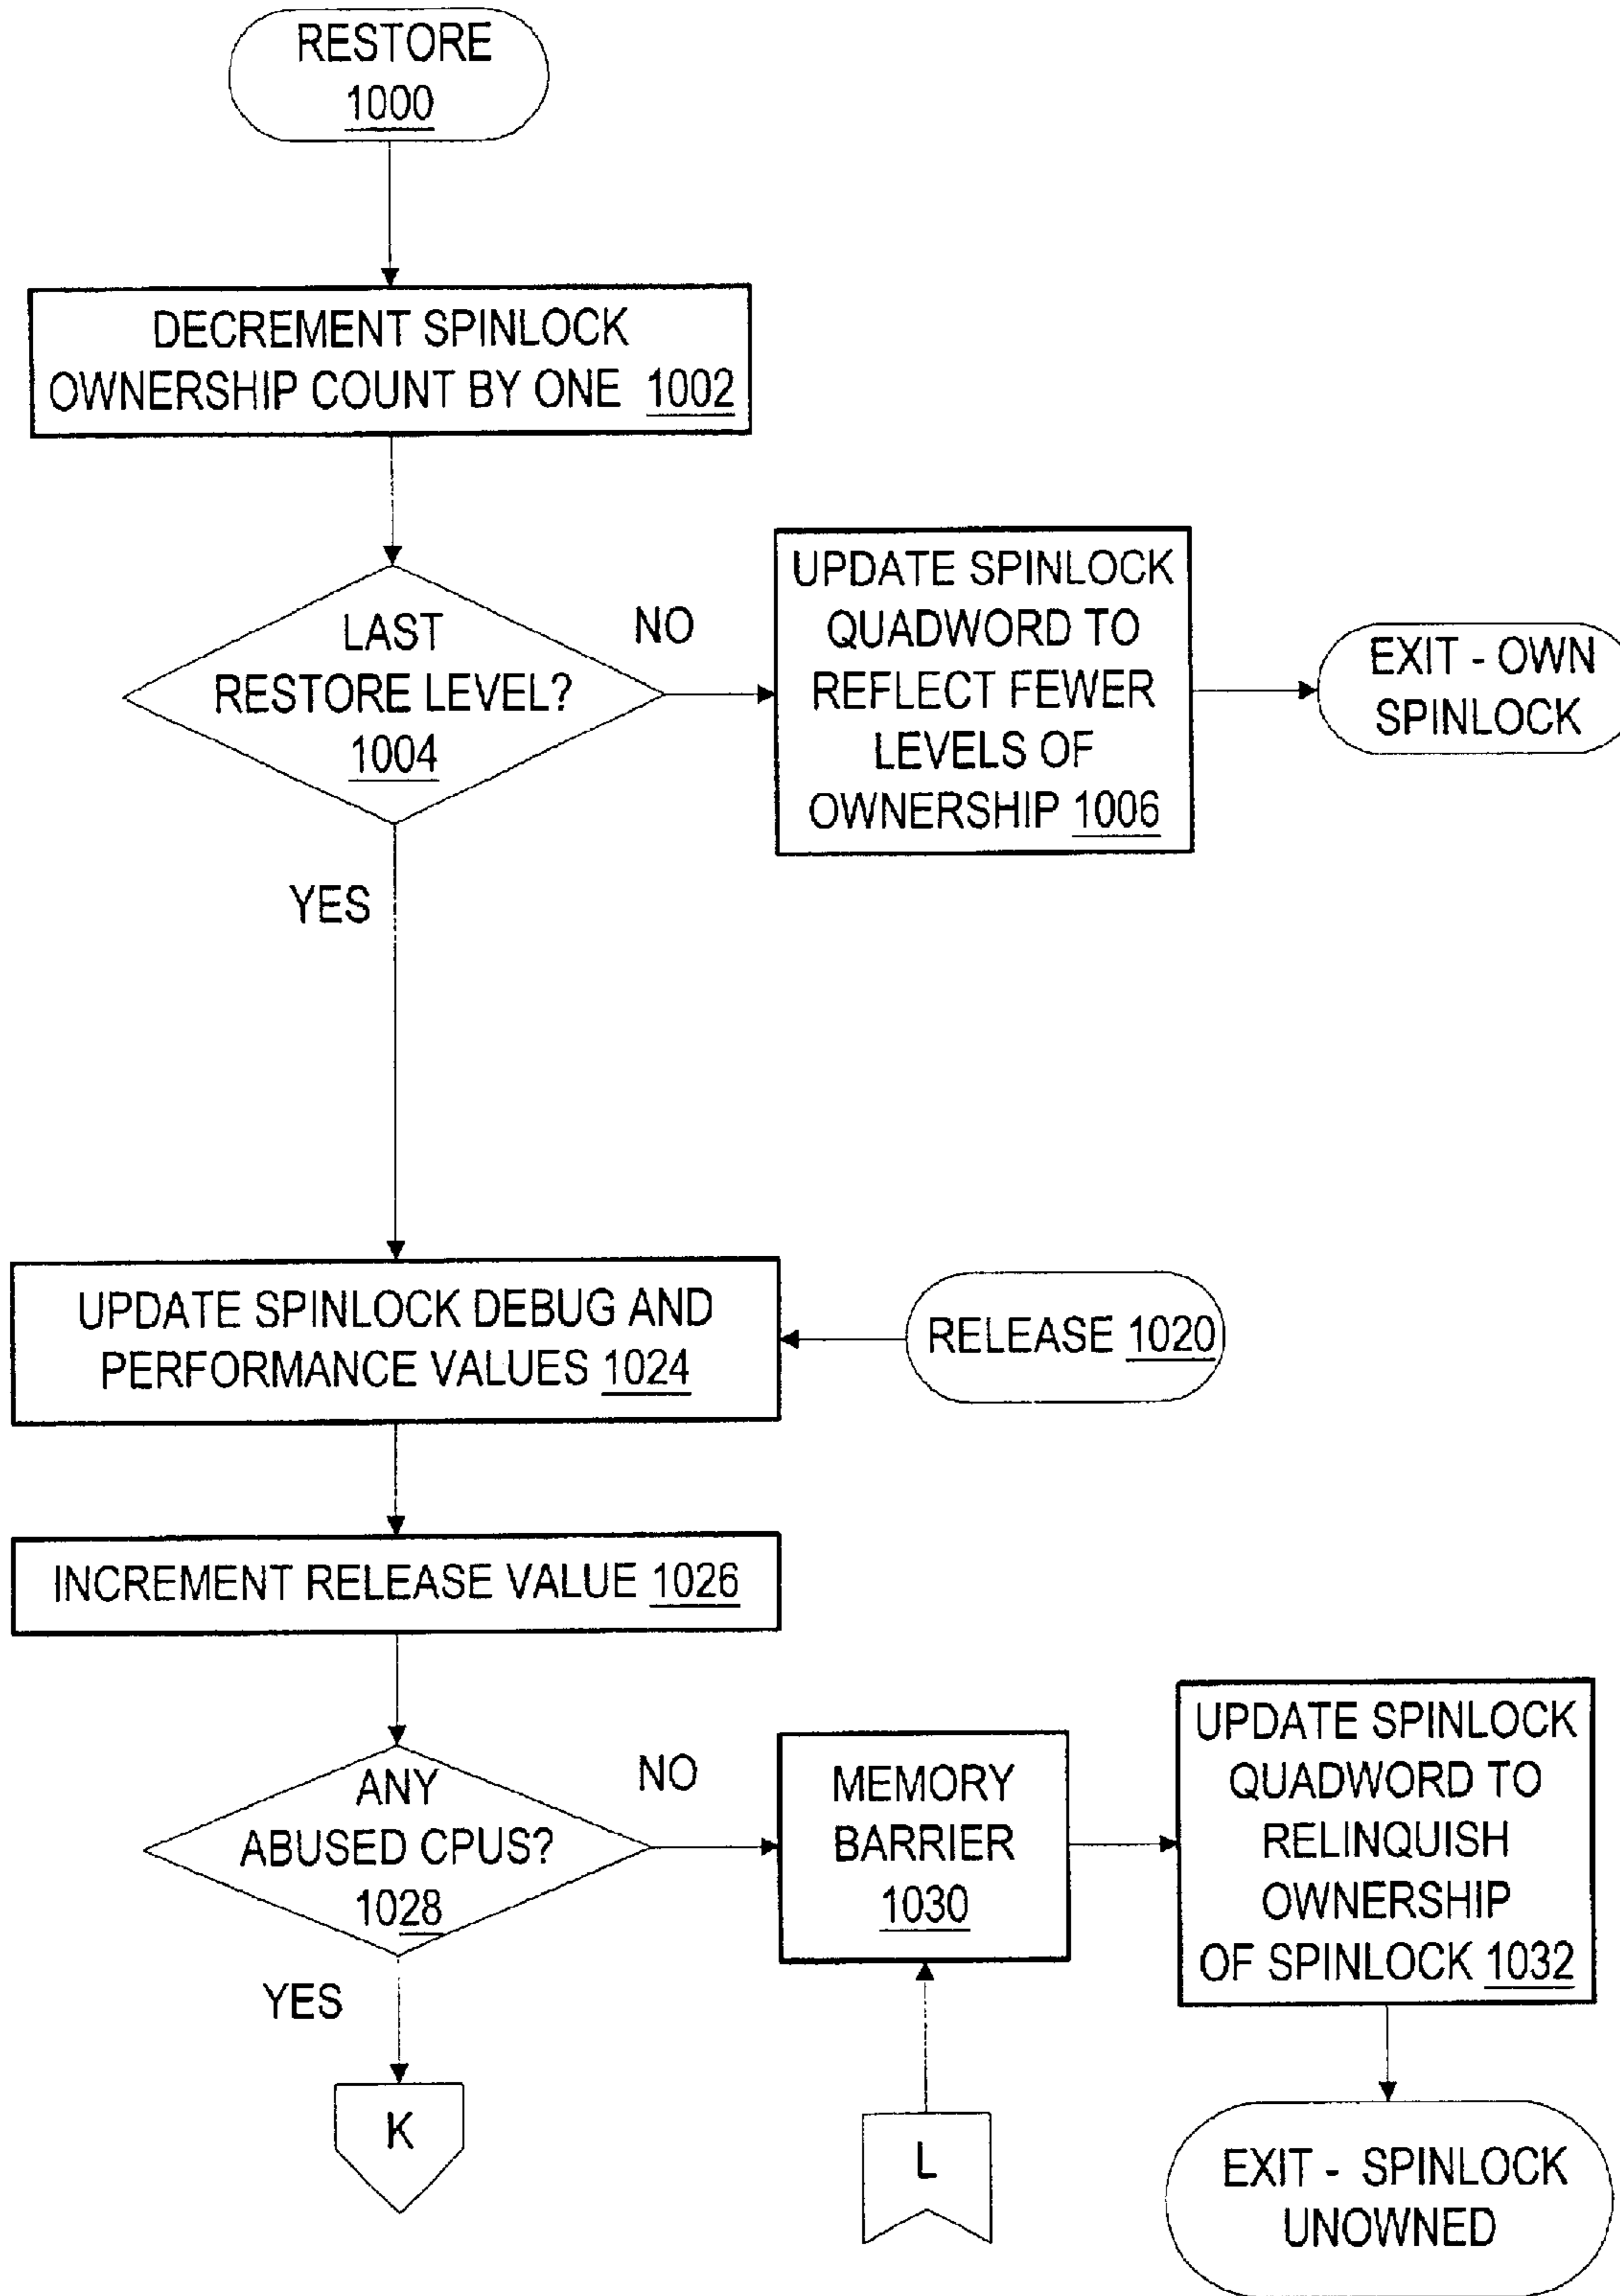 RESTORE
1000
DECREMENT SPINLOCK
OWNERSHIP COUNT BY ONE 1002
LAST
RESTORE LEVEL?
1004
NO
UPDATE SPINLOCK
QUADWORD TO
REFLECT FEWER
LEVELS OF
OWNERSHIP 1006
EXIT - OWN
SPINLOCK
YES
UPDATE SPINLOCK DEBUG AND
PERFORMANCE VALUES 1024
RELEASE 1020
INCREMENT RELEASE VALUE 1026
ANY
ABUSED CPUS?
1028
NO
MEMORY
BARRIER
1030
UPDATE SPINLOCK
QUADWORD TO
RELINQUISH
OWNERSHIP
OF SPINLOCK 1032
YES
K
L
EXIT - SPINLOCK
UNOWNED